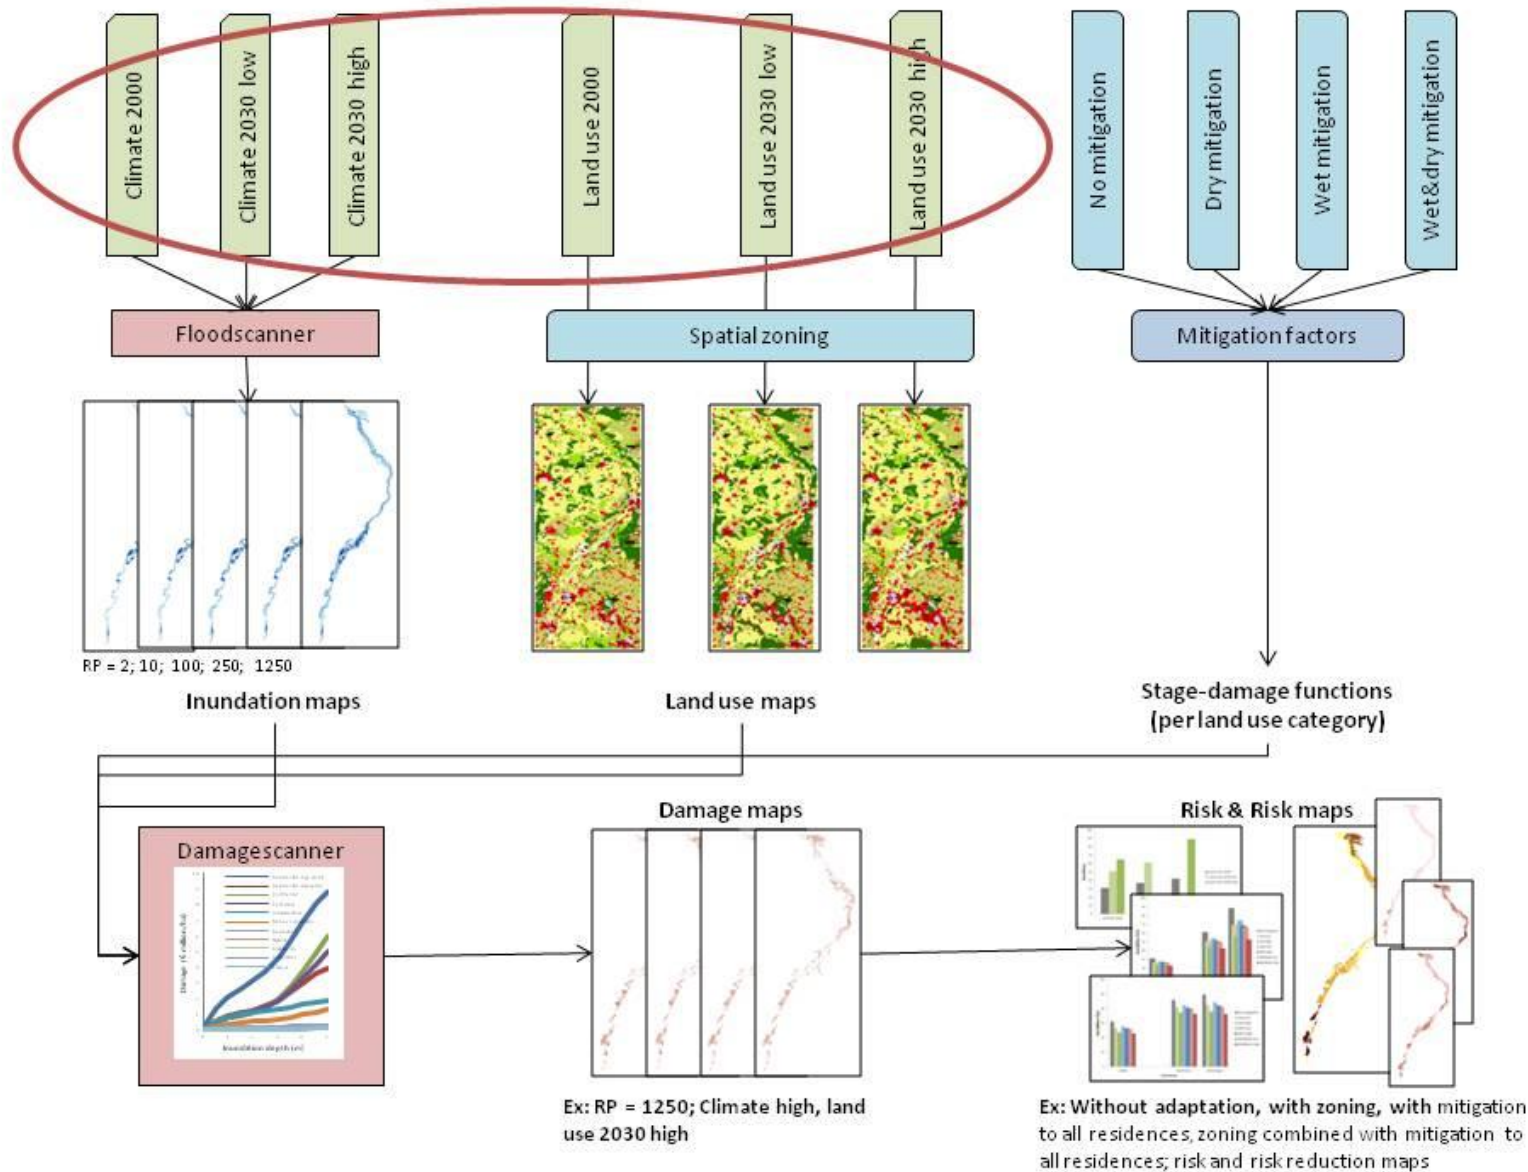 Climate 2000
Climate 2030 low
Climate 2030 high
Land use 2000
Land use 2030 low
Land use 2030 high
No mitigation
Dry mitigation
Wet mitigation
Wet&dry mitigation
Floodscanner
Spatial zoning
Mitigation factors
RP = 2; 10; 100; 250; 1250
Inundation maps
Land use maps
Stage-damage functions
(per land use category)
Damagescanner
Inundation depth (m)
Damage maps
Risk & Risk maps
Ex: RP = 1250; Climate high, land
use 2030 high
Ex: Without adaptation, with zoning, with mitigation
to all residences, zoning combined with mitigation to
all residences; risk and risk reduction maps